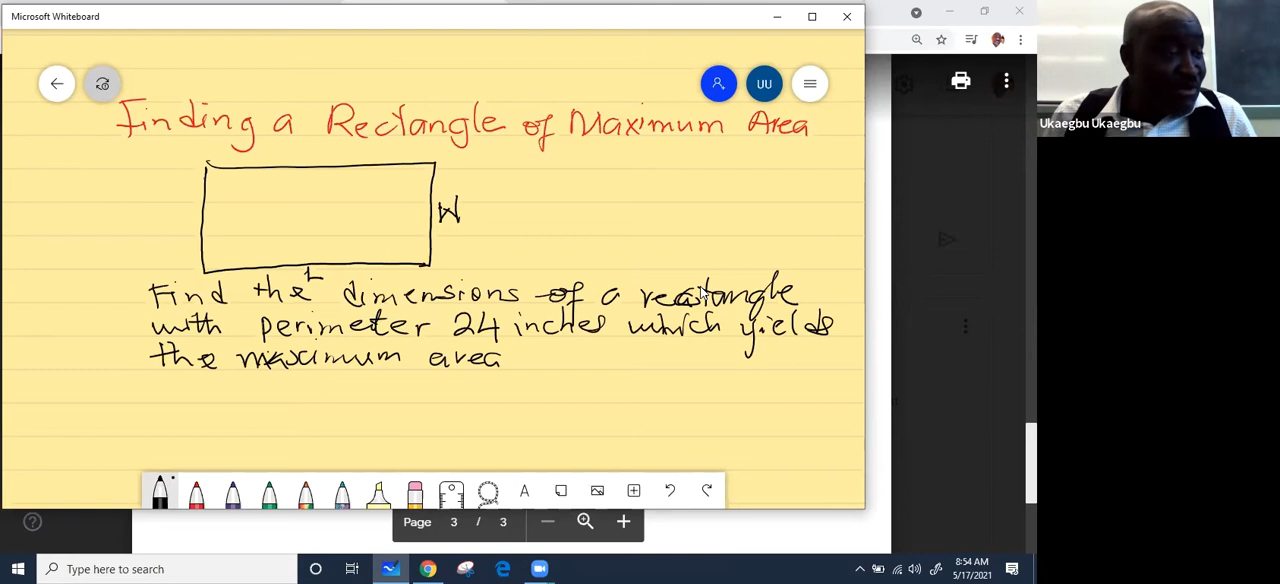 Microsoft Whiteboard
UU
Ukaegbu Ukaegbu
Finding a Rectangle of Maximum Area
W
L
Find the dimensions of a rectangle
with perimeter 24 inches which yields
the maximum area
A
Page 3 / 3
Type here to search
8:54 AM
5/17/2021